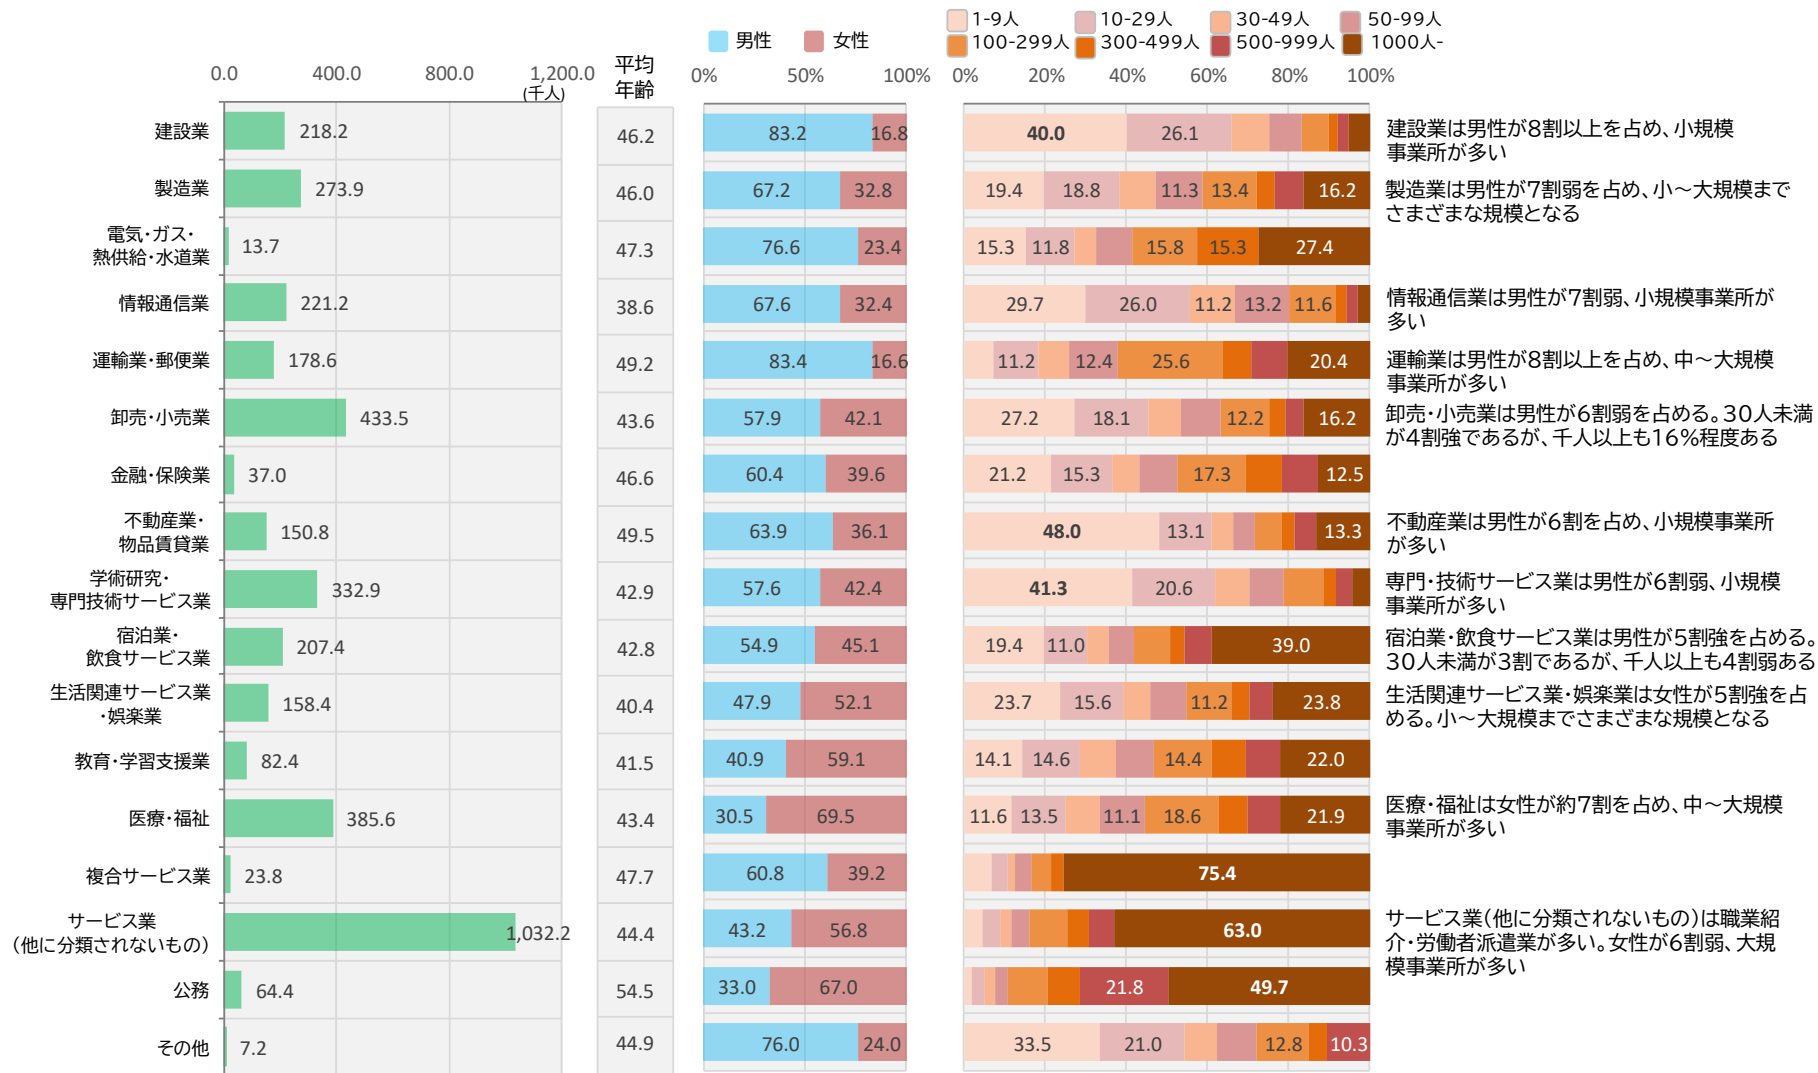 1-9人 10-29人 30-49人 50-99人
男性 女性 100-299人 300-499人 500-999人 1000人-
0.0 400.0 800.0 1,200.0 平均 0% 50% 100% 0% 20% 40% 60% 80% 100%
(千人) 年齢
建設業 218.2 46.2 83.2 16.8 40.0 26.1 建設業は男性が8割以上を占め、小規模
事業所が多い
製造業 273.9 46.0 67.2 32.8 19.4 18.8 11.3 13.4 16.2 製造業は男性が7割弱を占め、小～大規模まで
さまざまな規模となる
電気・ガス・
熱供給・水道業 13.7 47.3 76.6 23.4 15.3 11.8 15.8 15.3 27.4
情報通信業 221.2 38.6 67.6 32.4 29.7 26.0 11.2 13.2 11.6 情報通信業は男性が7割弱、小規模事業所が
多い
運輸業・郵便業 178.6 49.2 83.4 16.6 11.2 12.4 25.6 20.4 運輸業は男性が8割以上を占め、中～大規模
事業所が多い
卸売・小売業 433.5 43.6 57.9 42.1 27.2 18.1 12.2 16.2 卸売・小売業は男性が6割弱を占める。30人未満
が4割強であるが、千人以上も16%程度ある
金融・保険業 37.0 46.6 60.4 39.6 21.2 15.3 17.3 12.5
不動産業・
物品賃貸業 150.8 49.5 63.9 36.1 48.0 13.1 13.3 不動産業は男性が6割を占め、小規模事業所
が多い
学術研究・
専門技術サービス業 332.9 42.9 57.6 42.4 41.3 20.6 専門・技術サービス業は男性が6割弱、小規模
事業所が多い
宿泊業・
飲食サービス業 207.4 42.8 54.9 45.1 19.4 11.0 39.0 宿泊業・飲食サービス業は男性が5割強を占める。
30人未満が3割であるが、千人以上も4割弱ある
生活関連サービス業
・娯楽業 158.4 40.4 47.9 52.1 23.7 15.6 11.2 23.8 生活関連サービス業・娯楽業は女性が5割強を占
める。小～大規模までさまざまな規模となる
教育・学習支援業 82.4 41.5 40.9 59.1 14.1 14.6 14.4 22.0
医療・福祉 385.6 43.4 30.5 69.5 11.6 13.5 11.1 18.6 21.9 医療・福祉は女性が約7割を占め、中～大規模
事業所が多い
複合サービス業 23.8 47.7 60.8 39.2 75.4
サービス業
（他に分類されないもの） 1,032.2 44.4 43.2 56.8 63.0 サービス業（他に分類されないもの）は職業紹
介・労働者派遣業が多い。女性が6割弱、大規
模事業所が多い
公務 64.4 54.5 33.0 67.0 21.8 49.7
その他 7.2 44.9 76.0 24.0 33.5 21.0 12.8 10.3